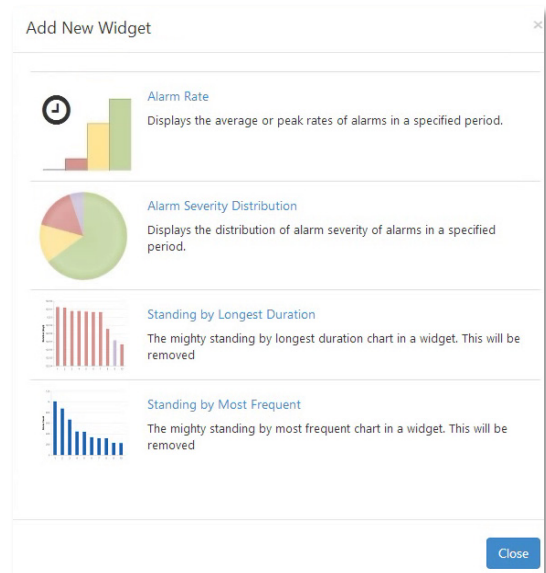 Add New Widget
×
Alarm Rate
Displays the average or peak rates of alarms in a specified period.
Alarm Severity Distribution
Displays the distribution of alarm severity of alarms in a specified
period.
Standing by Longest Duration
The mighty standing by longest duration chart in a widget. This will be
removed
Standing by Most Frequent
The mighty standing by most frequent chart in a widget. This will be
removed
Close